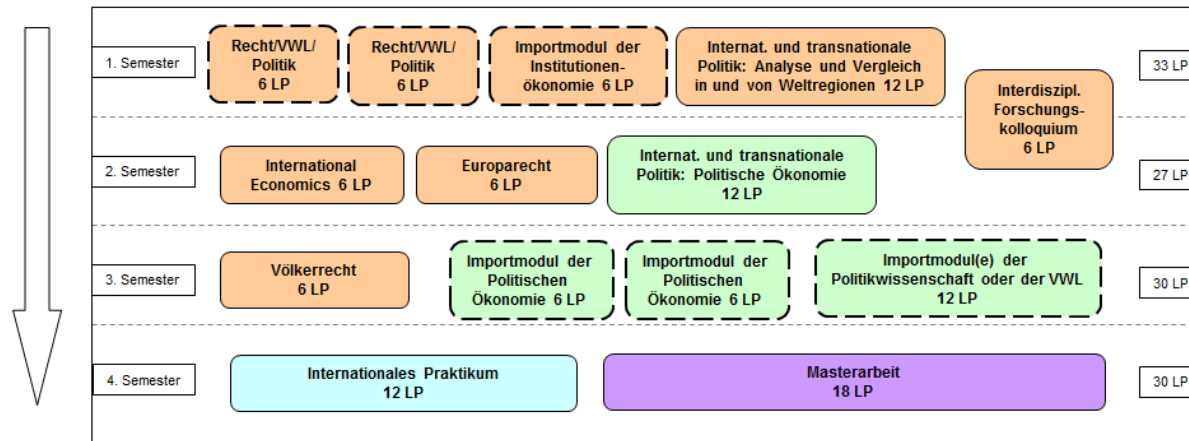 1. Semester
Recht/VWL/
Politik
6 LP
Recht/VWL/
Politik
6 LP
Importmodul der
Institutionen-
ökonomie 6 LP
Internat. und transnationale
Politik: Analyse und Vergleich
in und von Weltregionen 12 LP
Interdiszipl.
Forschungs-
kolloquium
6 LP
33 LP
2. Semester
International
Economics 6 LP
Europarecht
6 LP
Internat. und transnationale
Politik: Politische Ökonomie
12 LP
27 LP
3. Semester
Völkerrecht
6 LP
Importmodul der
Politischen
Ökonomie 6 LP
Importmodul der
Politischen
Ökonomie 6 LP
Importmodul(e) der
Politikwissenschaft oder der VWL
12 LP
30 LP
4. Semester
Internationales Praktikum
12 LP
Masterarbeit
18 LP
30 LP